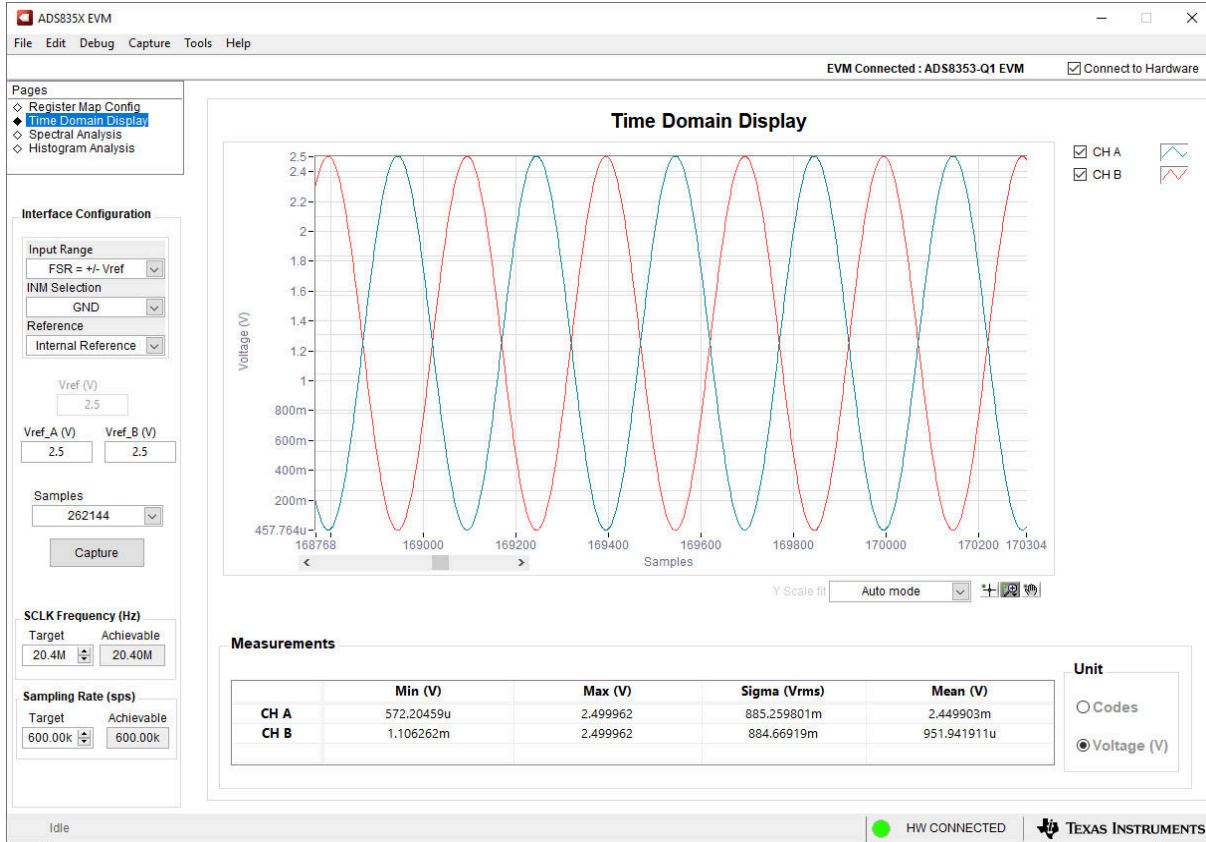 ADS835X EVM
File Edit Debug Capture Tools Help
EVM Connected : ADS8353-Q1 EVM
Connect to Hardware
Pages
Register Map Config
Time Domain Display
Spectral Analysis
Histogram Analysis
Interface Configuration
Input Range
FSR = +/- Vref
INM Selection
GND
Reference
Internal Reference
Vref (V)
2.5
Vref_A (V) Vref_B (V)
2.5 2.5
Samples
262144
Capture
SCLK Frequency (Hz)
Target Achievable
20.4M 20.40M
Sampling Rate (sps)
Target Achievable
600.00k 600.00k
Time Domain Display
CH A
CH B
Voltage (V)
2.5
2.4
2.2
2
1.8
1.6
1.4
1.2
1
800m
600m
400m
200m
457.764u
168768 169000 169200 169400 169600 169800 170000 170200 170304
Samples
Y Scale fit Auto mode
Measurements
Min (V) Max (V) Sigma (Vrms) Mean (V)
CH A 572.20459u 2.499962 885.259801m 2.449903m
CH B 1.106262m 2.499962 884.66919m 951.941911u
Unit
Codes
Voltage (V)
Idle
HW CONNECTED
TEXAS INSTRUMENTS